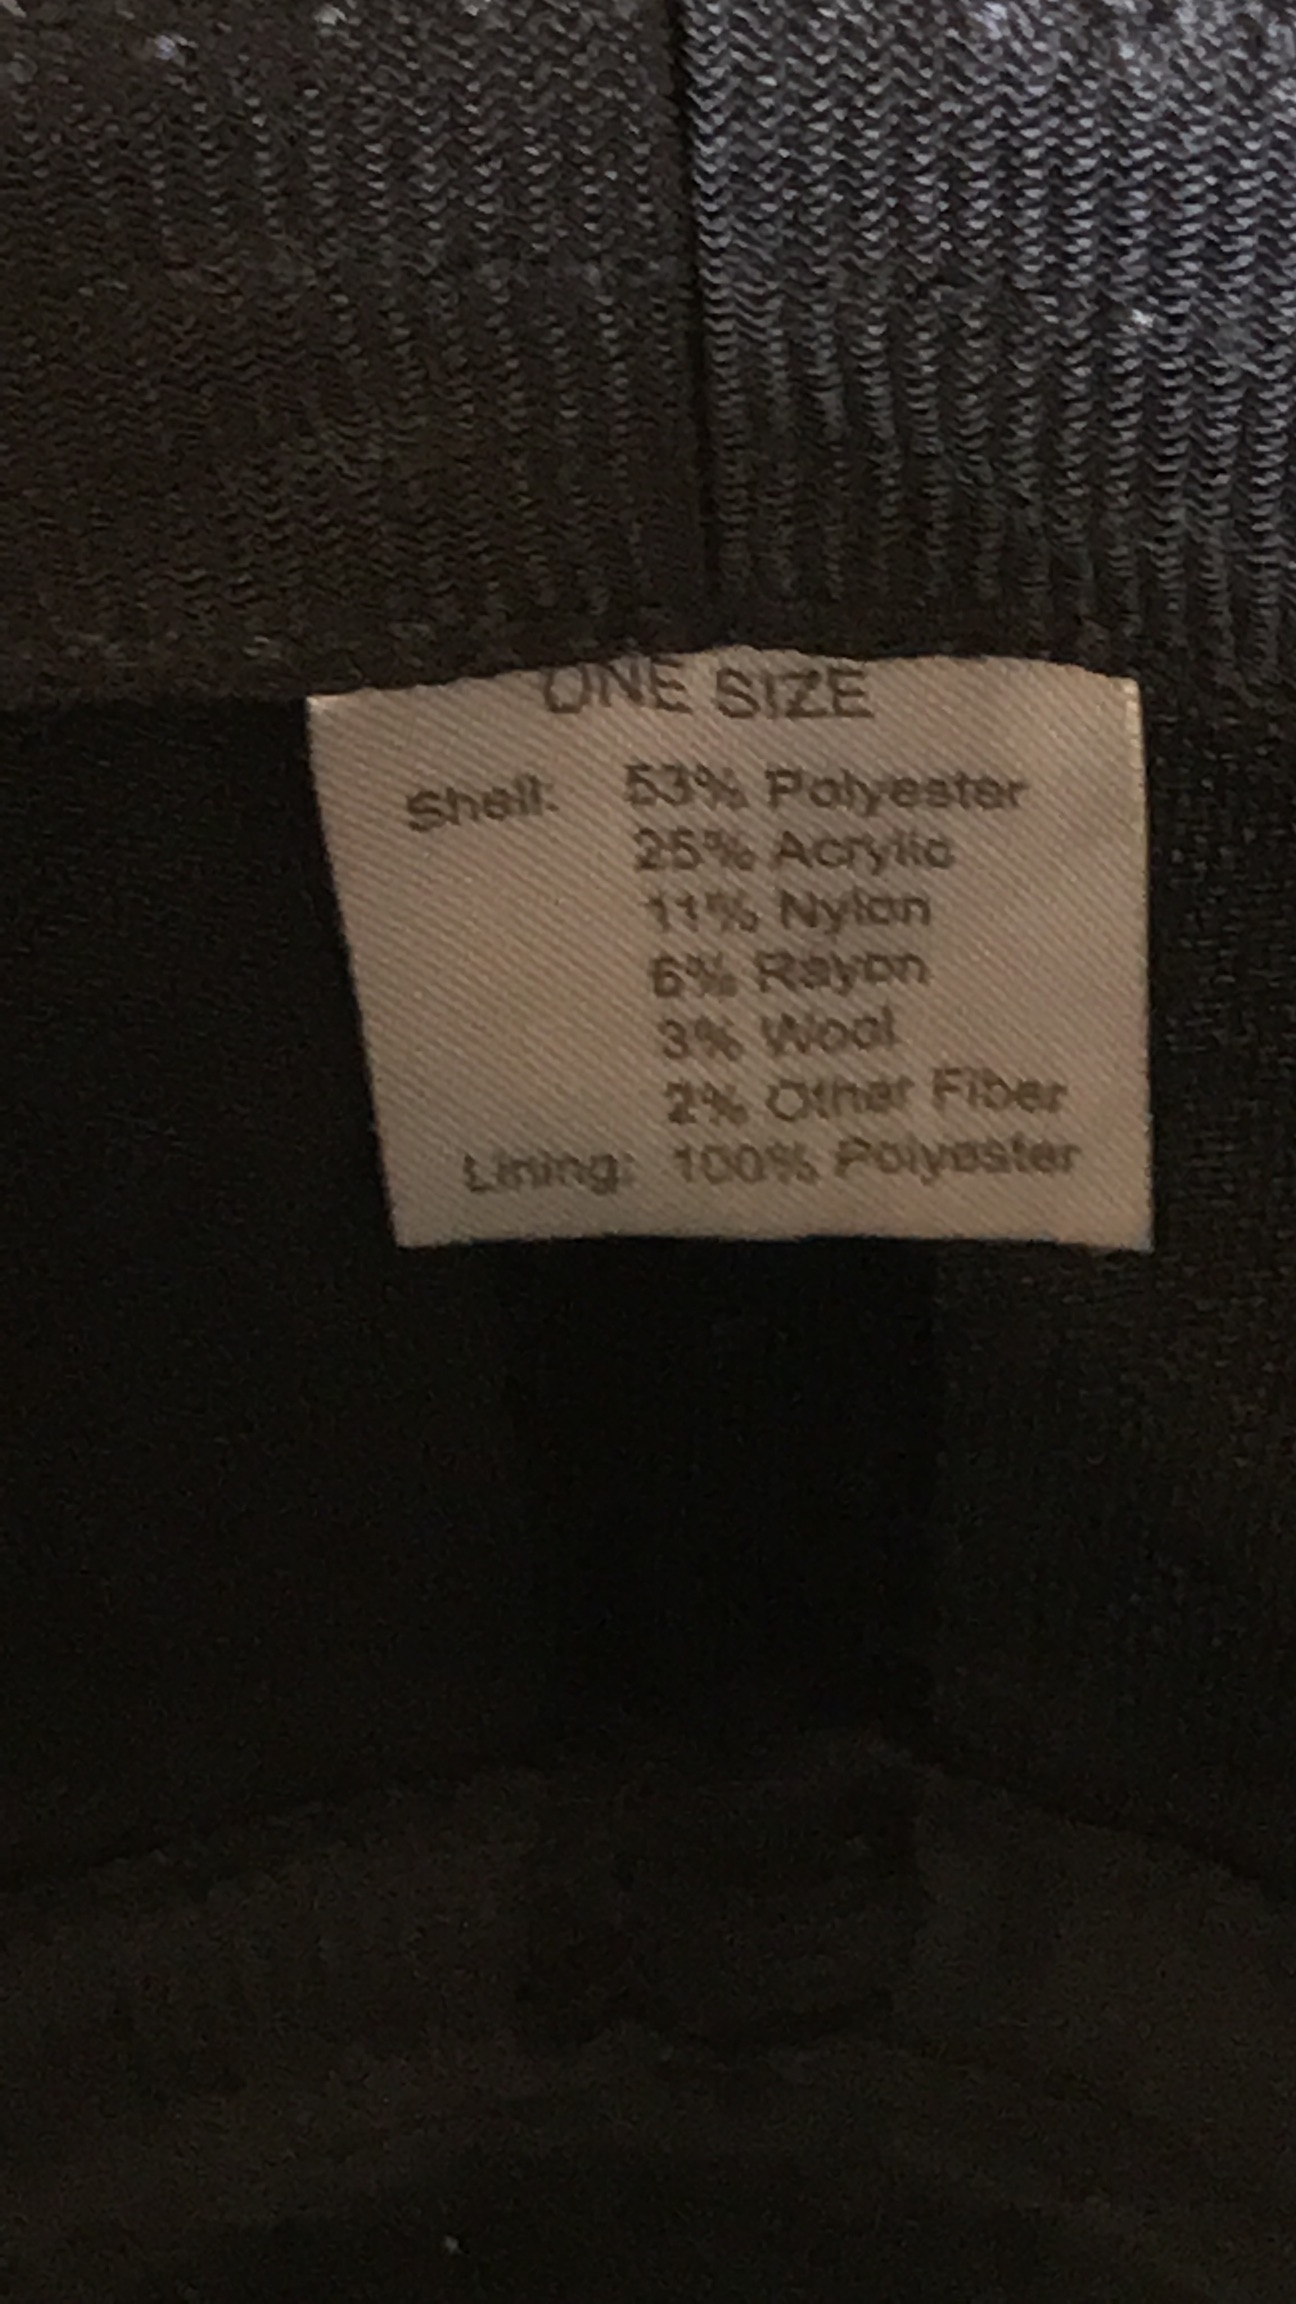 ONE SIZE
Shell: 53% Polyester
25% Acrylic
11% Nylon
6% Rayon
3% Wool
2% Other Fiber
Lining: 100% Polyester